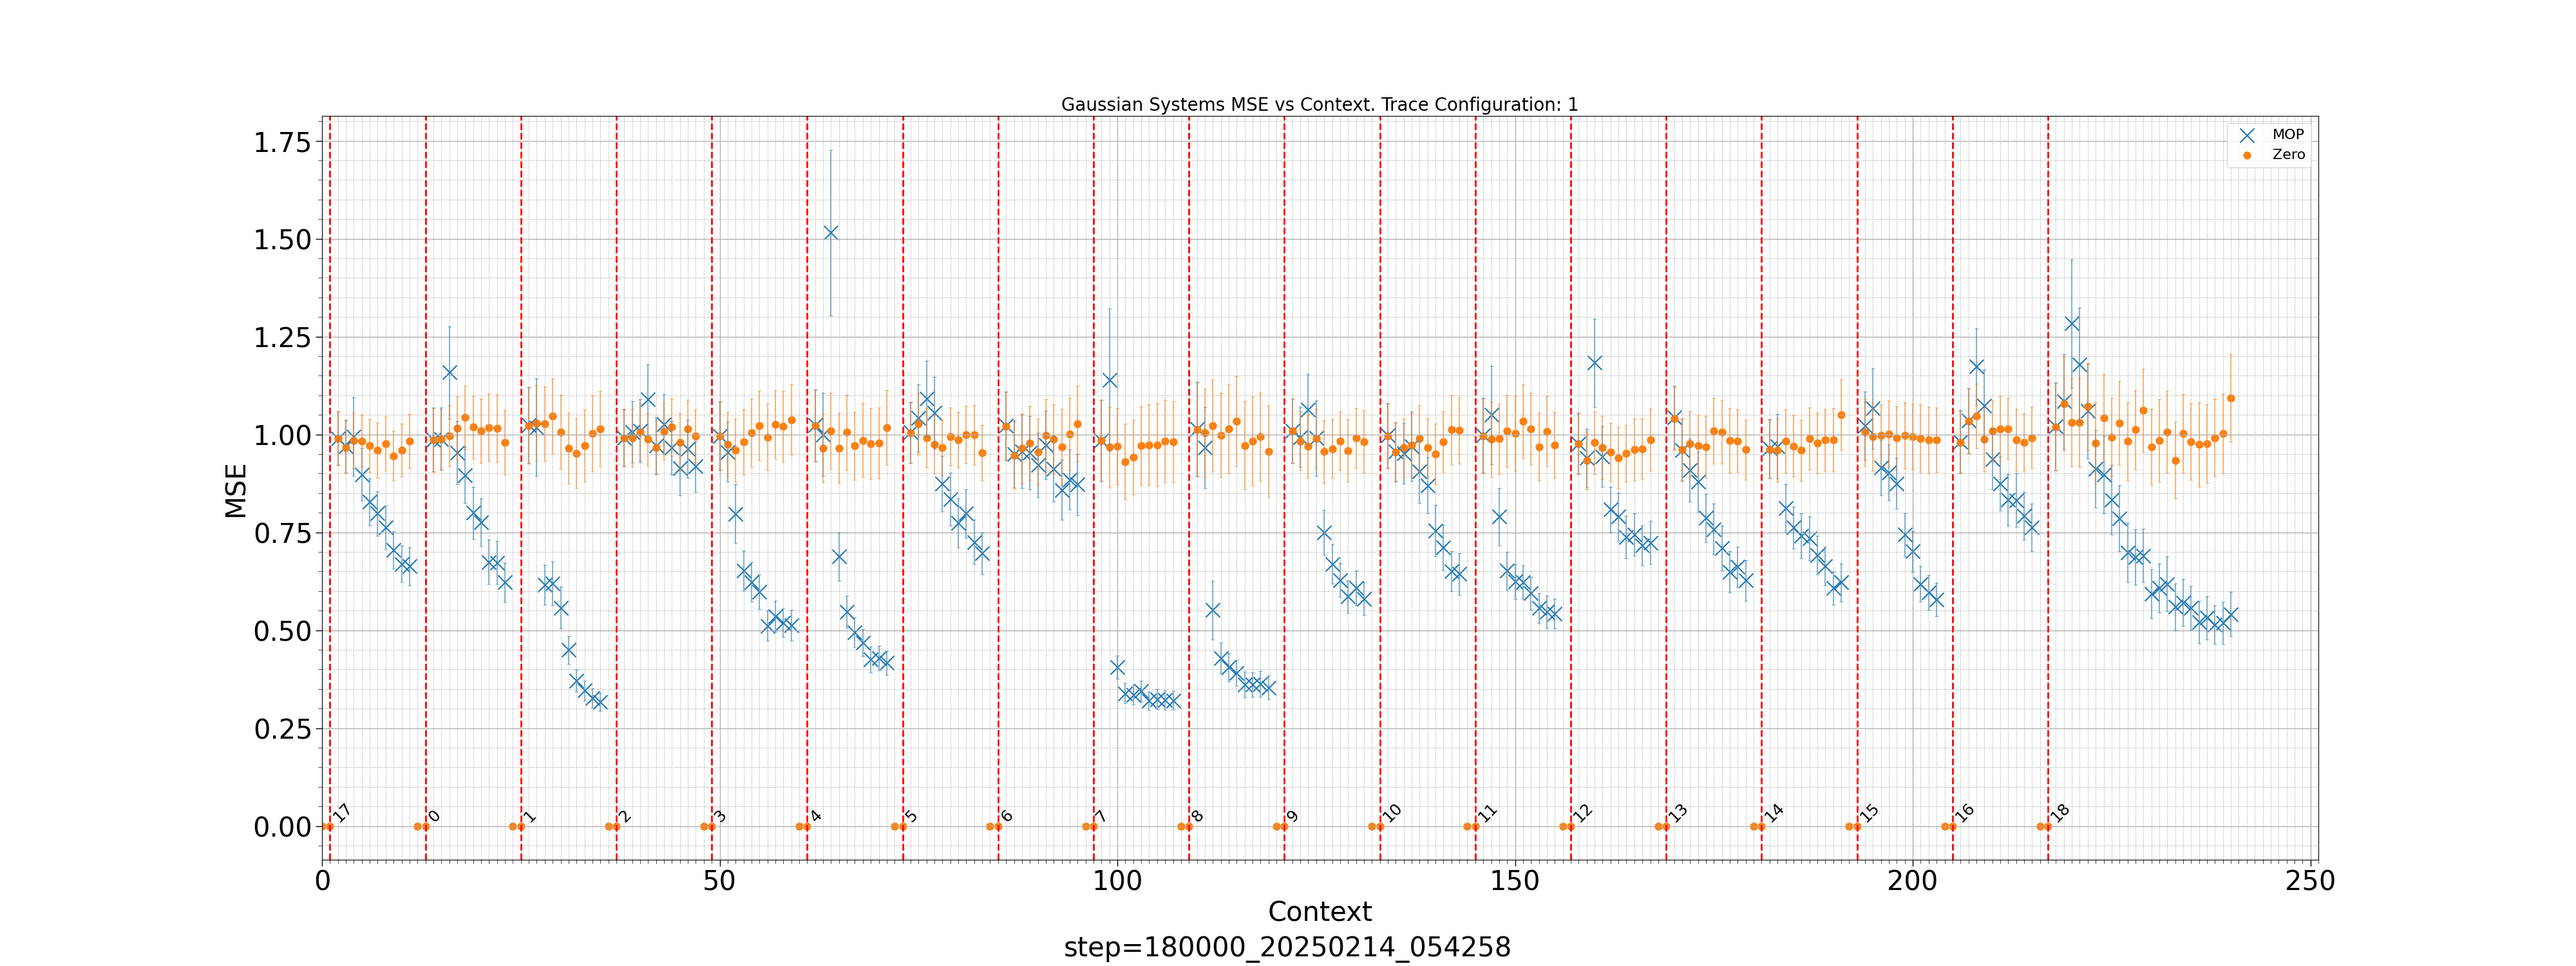 Gaussian Systems MSE vs Context. Trace Configuration: 1
MOP
Zero
MSE
1.75
1.50
1.25
1.00
0.75
0.50
0.25
0.00
17 0 1 2 3 4 5 6 7 8 9 10 11 12 13 14 15 16 18
0 50 100 150 200 250
Context
step=180000_20250214_054258